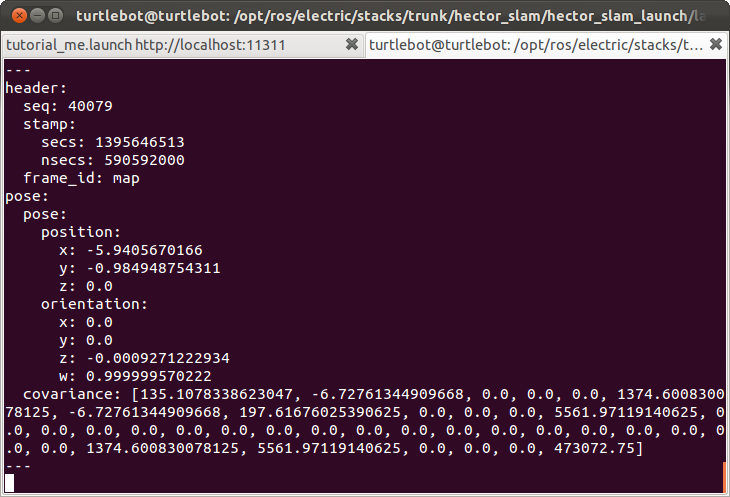 turtlebot@turtlebot: /opt/ros/electric/stacks/trunk/hector_slam/hector_slam_launch/la
tutorial_me.launch http://localhost:11311
turtlebot@turtlebot: /opt/ros/electric/stacks/t...
---
header:
  seq: 40079
  stamp:
    secs: 1395646513
    nsecs: 590592000
  frame_id: map
pose:
  pose:
    position:
      x: -5.9405670166
      y: -0.984948754311
      z: 0.0
    orientation:
      x: 0.0
      y: 0.0
      z: -0.0009271222934
      w: 0.999999570222
  covariance: [135.1078338623047, -6.72761344909668, 0.0, 0.0, 0.0, 1374.6008300
78125, -6.72761344909668, 197.61676025390625, 0.0, 0.0, 0.0, 5561.97119140625, 0
.0, 0.0, 0.0, 0.0, 0.0, 0.0, 0.0, 0.0, 0.0, 0.0, 0.0, 0.0, 0.0, 0.0, 0.0, 0.0, 0
.0, 0.0, 1374.600830078125, 5561.97119140625, 0.0, 0.0, 0.0, 473072.75]
---